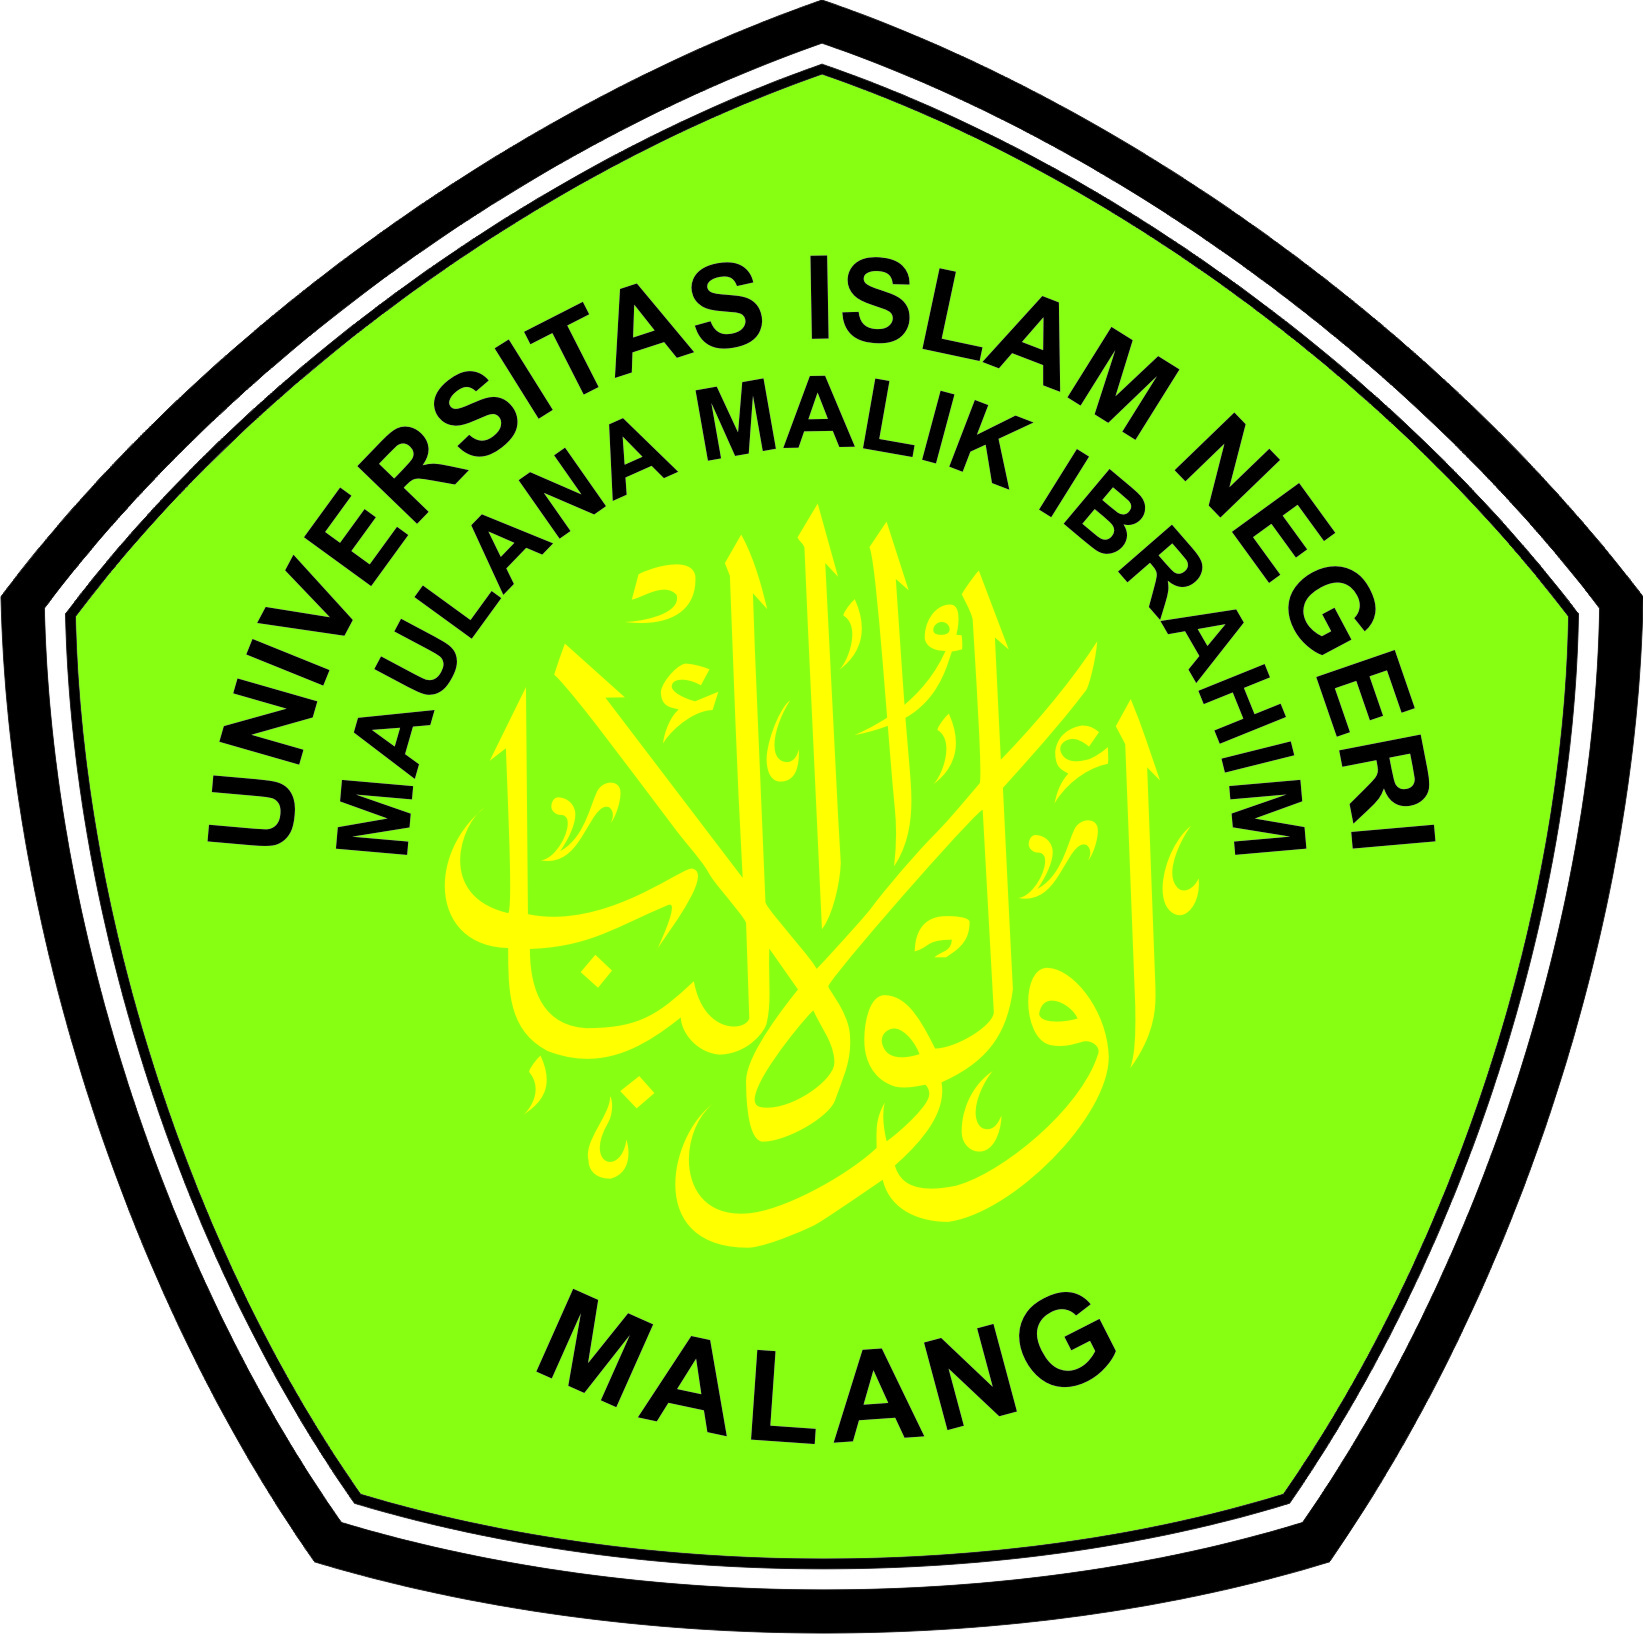 UNIVERSITAS ISLAM NEGERI
MAULANA MALIK IBRAHIM
أولو الألباب
MALANG